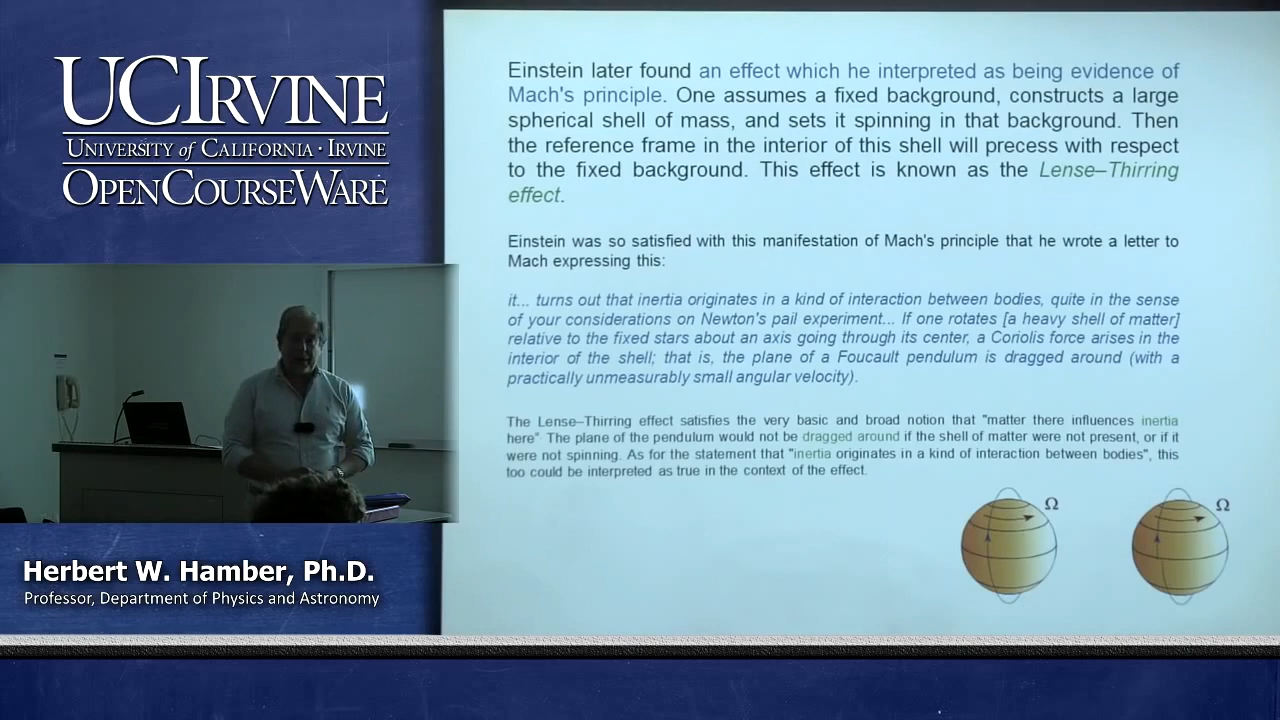 UCIRVINE
UNIVERSITY of CALIFORNIA · IRVINE
OPENCOURSEWARE
Herbert W. Hamber, Ph.D.
Professor, Department of Physics and Astronomy
Einstein later found an effect which he interpreted as being evidence of
Mach's principle. One assumes a fixed background, constructs a large
spherical shell of mass, and sets it spinning in that background. Then
the reference frame in the interior of this shell will precess with respect
to the fixed background. This effect is known as the Lense–Thirring
effect.
Einstein was so satisfied with this manifestation of Mach's principle that he wrote a letter to
Mach expressing this:
it... turns out that inertia originates in a kind of interaction between bodies, quite in the sense
of your considerations on Newton's pail experiment... If one rotates [a heavy shell of matter]
relative to the fixed stars about an axis going through its center, a Coriolis force arises in the
interior of the shell; that is, the plane of a Foucault pendulum is dragged around (with a
practically unmeasurably small angular velocity).
The Lense–Thirring effect satisfies the very basic and broad notion that "matter there influences inertia
here" The plane of the pendulum would not be dragged around if the shell of matter were not present, or if it
were not spinning. As for the statement that "inertia originates in a kind of interaction between bodies", this
too could be interpreted as true in the context of the effect.
Ω
Ω